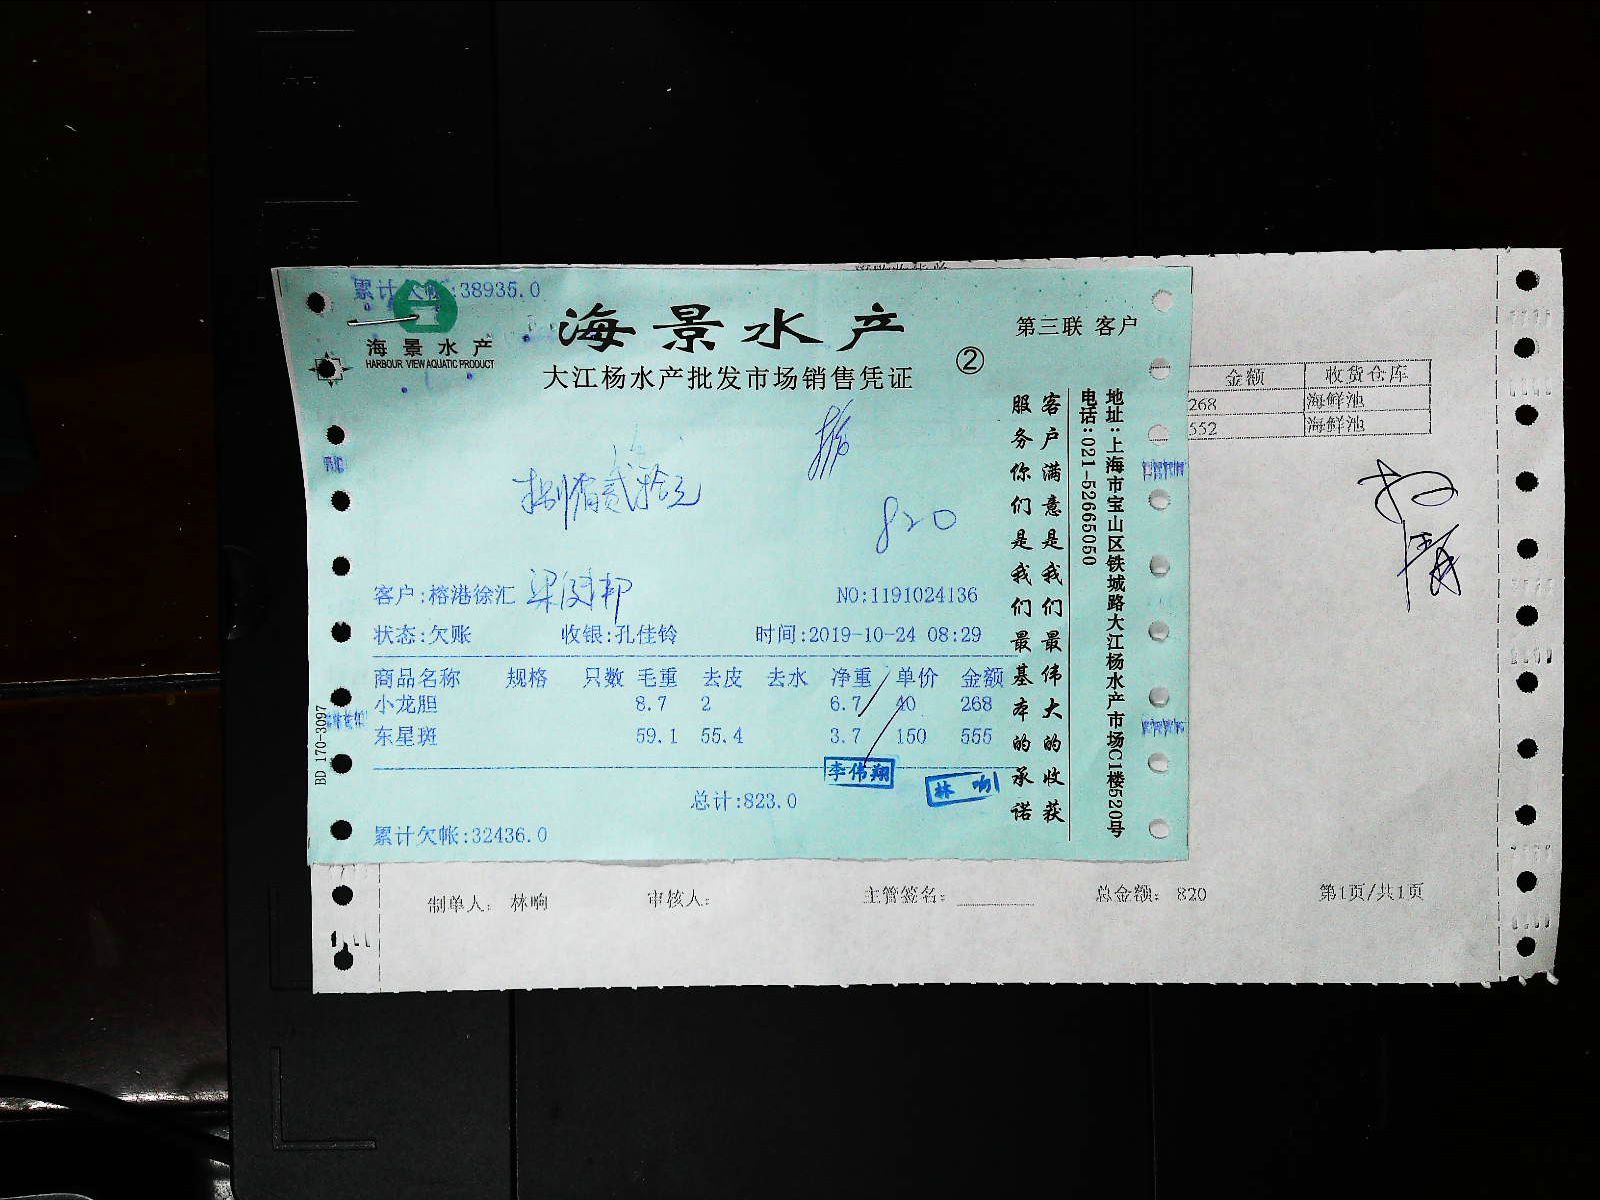 累计欠帐:38935.0
海景水产
HARBOUR VIEW AQUATIC PRODUCT
海景水产
大江杨水产批发市场销售凭证
②
第三联 客户
捌佰贰拾元
820
客户:榕港徐汇
NO:1191024136
状态:欠账 收银:孔佳铃 时间:2019-10-24 08:29
商品名称 规格 只数 毛重 去皮 去水 净重 单价 金额
小龙胆 8.7 2 6.7 40 268
东星斑 59.1 55.4 3.7 150 555
李伟翔
林响
总计:823.0
累计欠帐:32436.0
客户满意是我们最伟大的收获
服务你们是我们最基本的承诺
地址:上海市宝山区铁城路大江杨水产市场C1楼520号
电话:021-52665050
BD 170-3097
金额 收货仓库
268 海鲜池
552 海鲜池
制单人: 林响 审核人: 主管签名: 总金额: 820 第1页/共1页